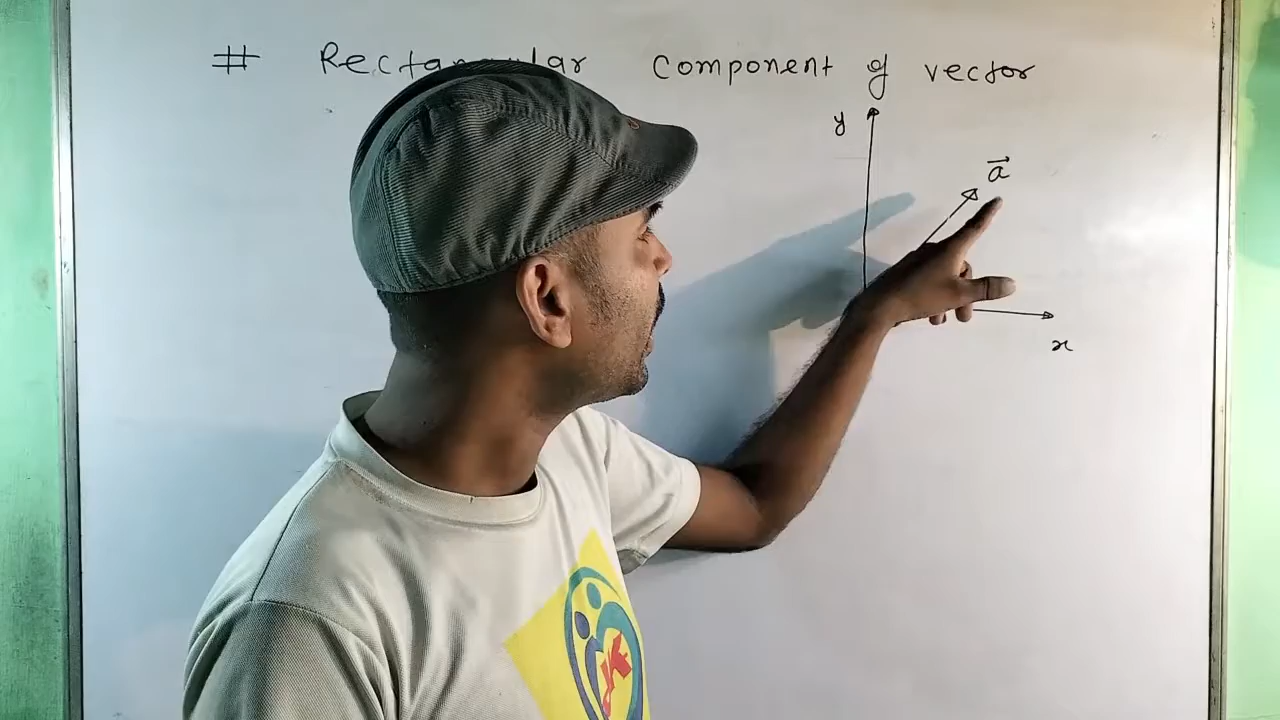 # Rectangular component of vector
y
a⃗
x